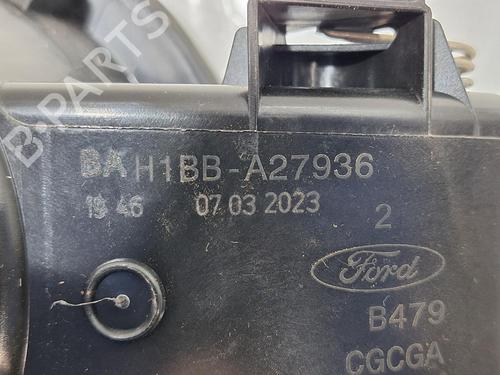 B-PARTS
BA H1BB-A27936
19 46 07 03 2023
2
Ford
B479
CGCGA